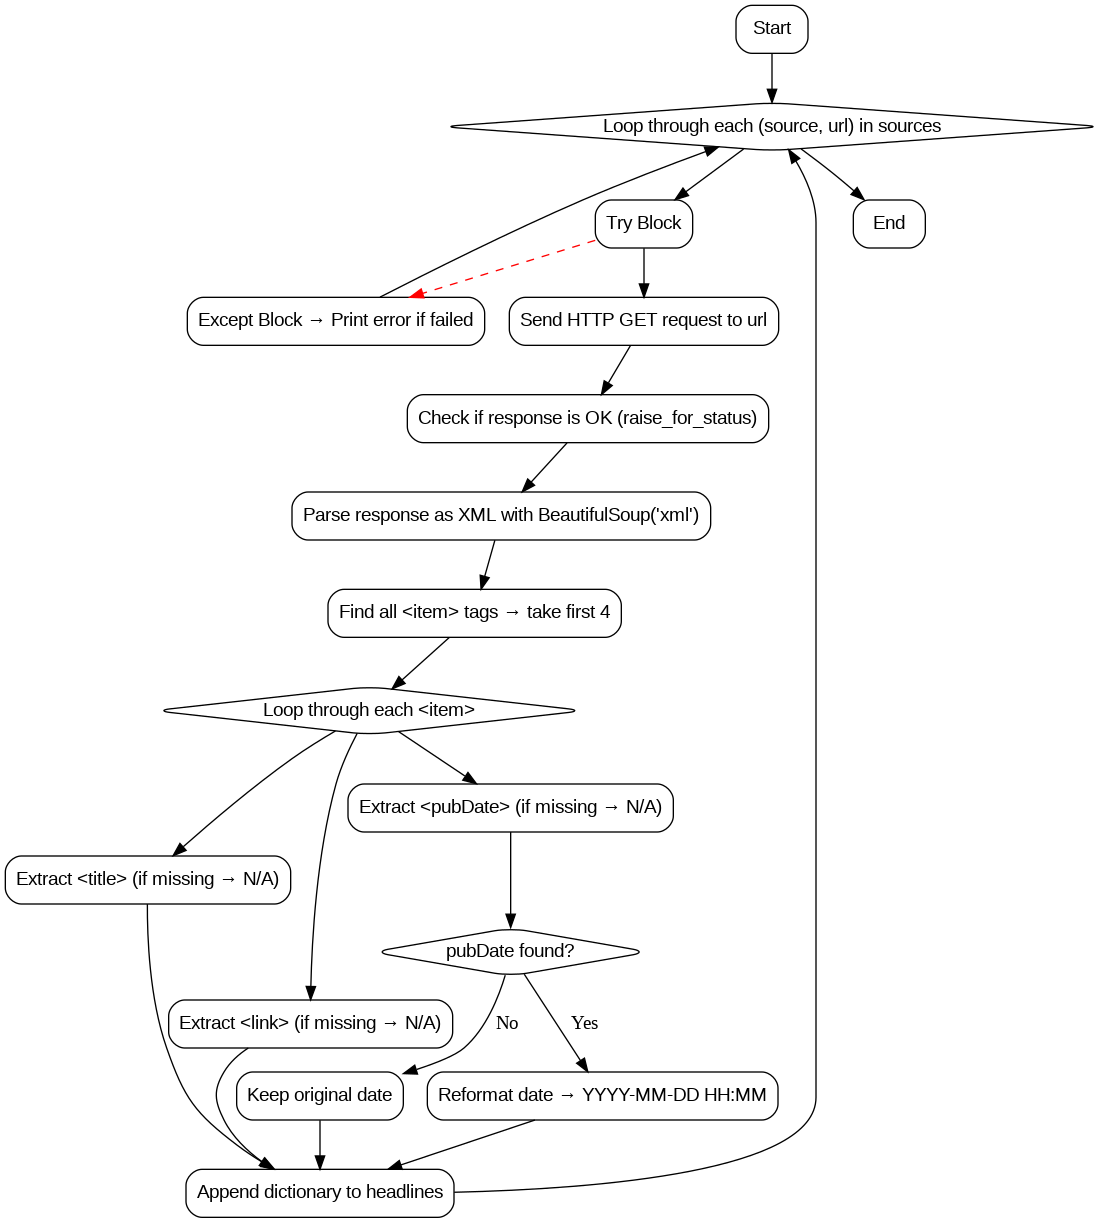 Start
Loop through each (source, url) in sources
Try Block
End
Except Block → Print error if failed
Send HTTP GET request to url
Check if response is OK (raise_for_status)
Parse response as XML with BeautifulSoup('xml')
Find all <item> tags → take first 4
Loop through each <item>
Extract <pubDate> (if missing → N/A)
Extract <title> (if missing → N/A)
pubDate found?
Extract <link> (if missing → N/A)
No
Yes
Keep original date
Reformat date → YYYY-MM-DD HH:MM
Append dictionary to headlines